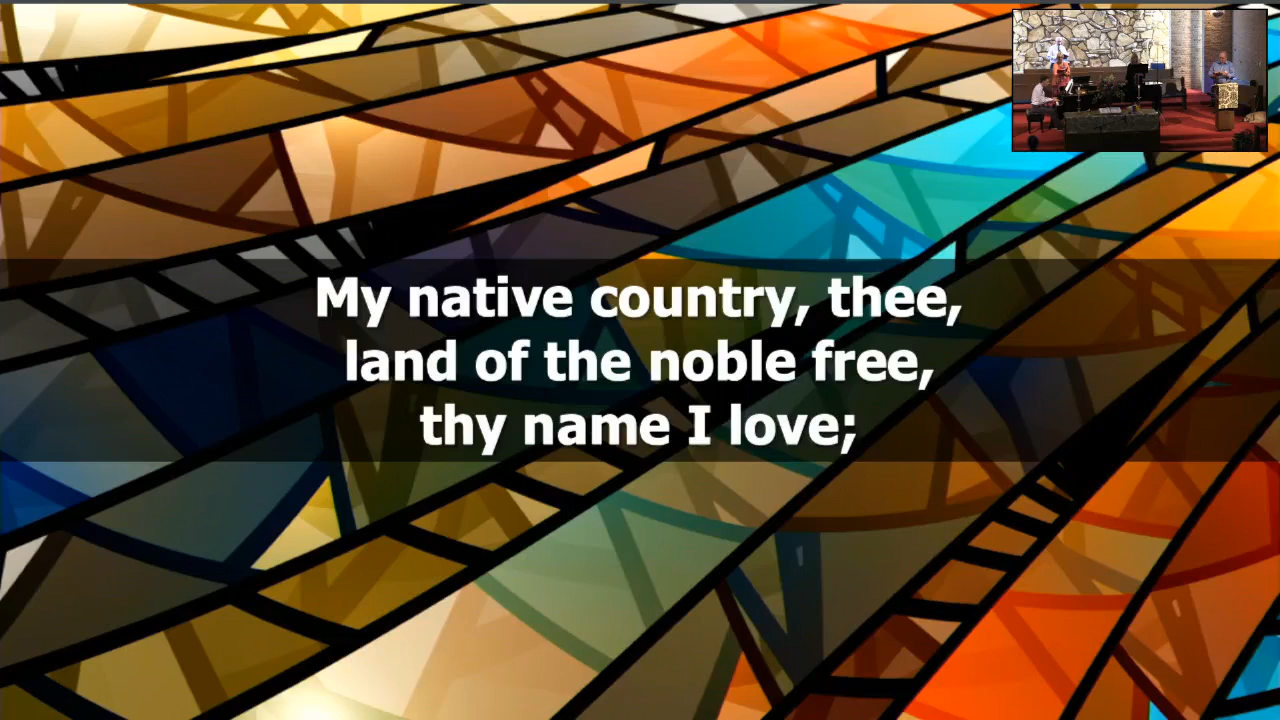 My native country, thee,
land of the noble free,
thy name I love;